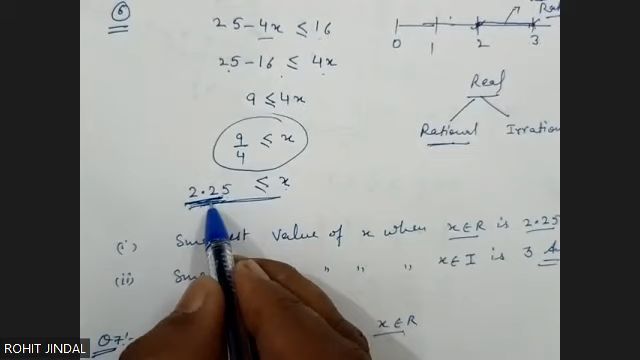 6
25-4x ≤ 16
25-16 ≤ 4x
9 ≤ 4x
9/4 ≤ x
2.25 ≤ x
0 1 2 3
Real
Rational
(i) value of x when x∈R is 2.25
(ii) " " " x∈I is 3
Q7:-
x∈R
ROHIT JINDAL